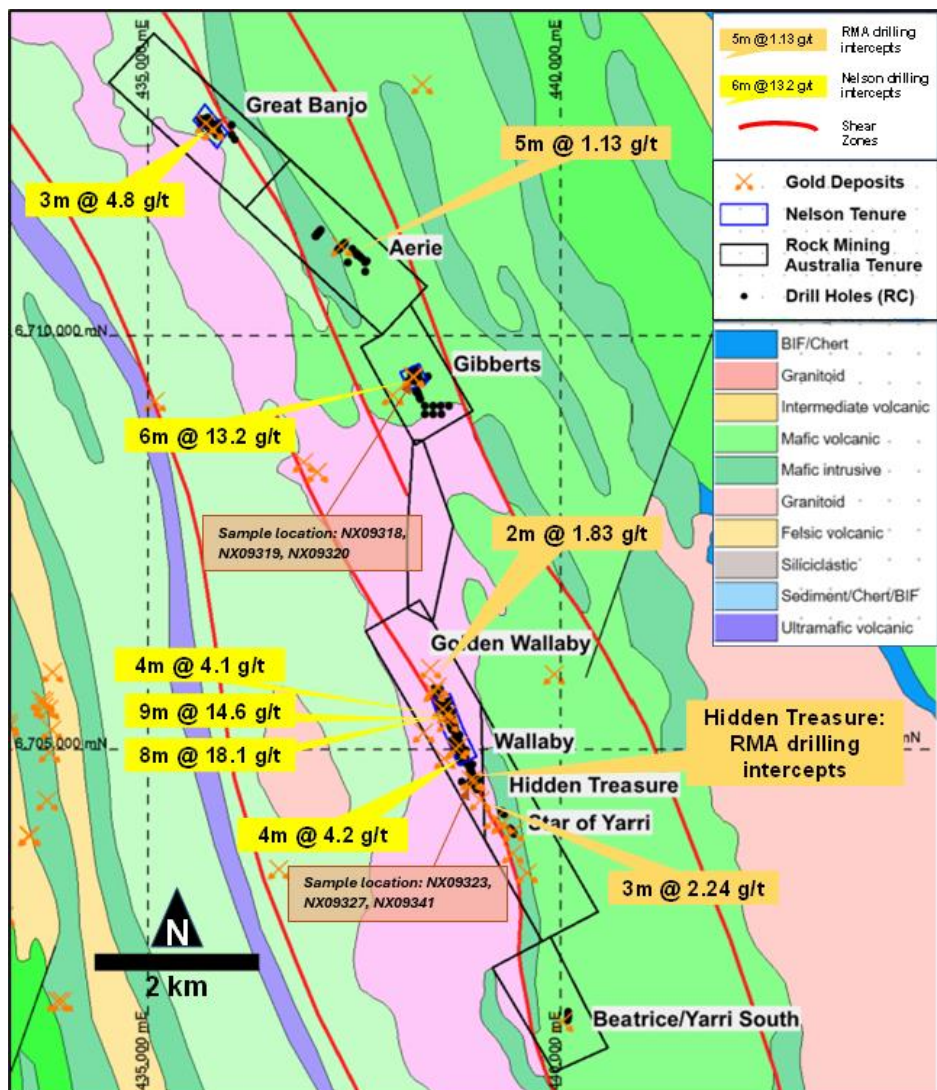 435,000 mE
440,000 mE
Great Banjo
5m @ 1.13 g/t
3m @ 4.8 g/t
Aerie
6,710,000 mN
Gibberts
6m @ 13.2 g/t
Sample location: NX09318,
NX09319, NX09320
2m @ 1.83 g/t
Golden Wallaby
4m @ 4.1 g/t
9m @ 14.6 g/t
8m @ 18.1 g/t
6,705,000 mN
Wallaby
Hidden Treasure:
RMA drilling
intercepts
mN
Hidden Treasure
Star of Yarri
4m @ 4.2 g/t
3m @ 2.24 g/t
Sample location: NX09323,
NX09327, NX09341
N
2 km
Beatrice/Yarri South
435,000 mE
440,000 mE
5m @ 1.13 g/t
RMA drilling
intercepts
6m @ 13.2 g/t
Nelson drilling
intercepts
Shear
Zones
Gold Deposits
Nelson Tenure
Rock Mining
Australia Tenure
Drill Holes (RC)
BIF/Chert
Granitoid
Intermediate volcanic
Mafic volcanic
Mafic intrusive
Granitoid
Felsic volcanic
Siliciclastic
Sediment/Chert/BIF
Ultramafic volcanic